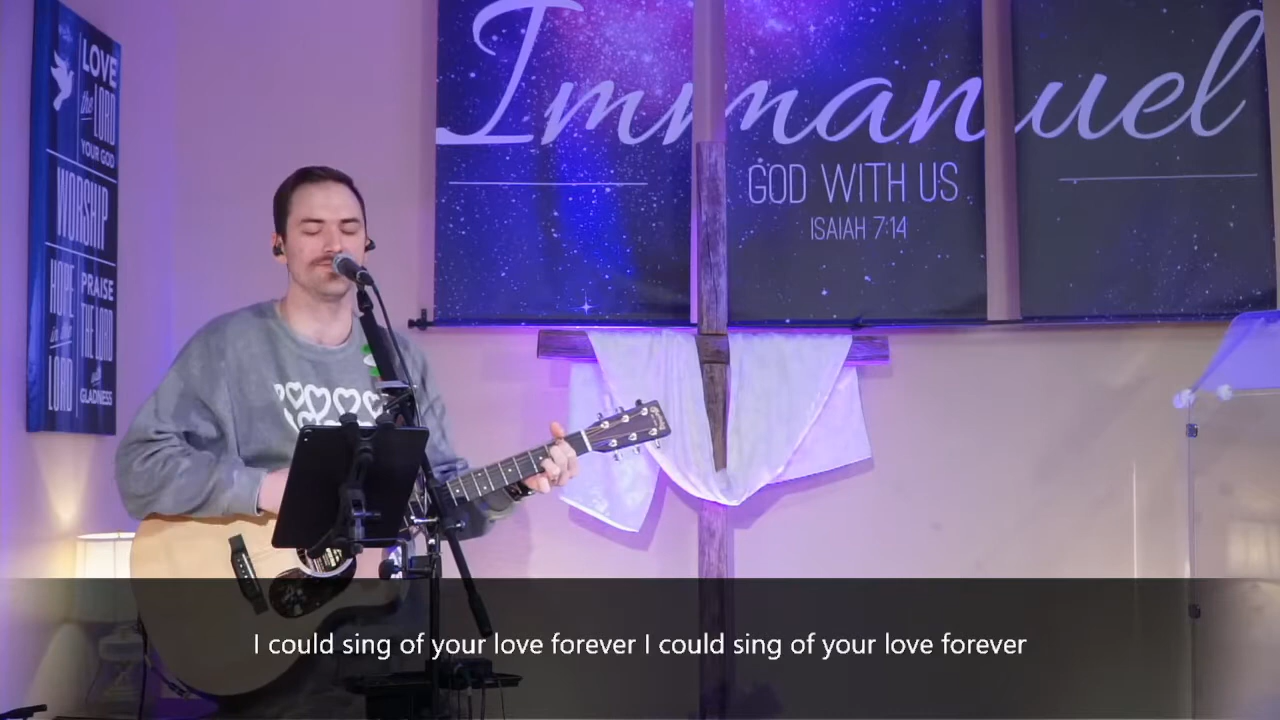 LOVE
the LORD
YOUR GOD
WORSHIP
HOPE
in the
LORD
PRAISE
THE LORD
with
GLADNESS
Immanuel
GOD WITH US
ISAIAH 7:14
I could sing of your love forever I could sing of your love forever